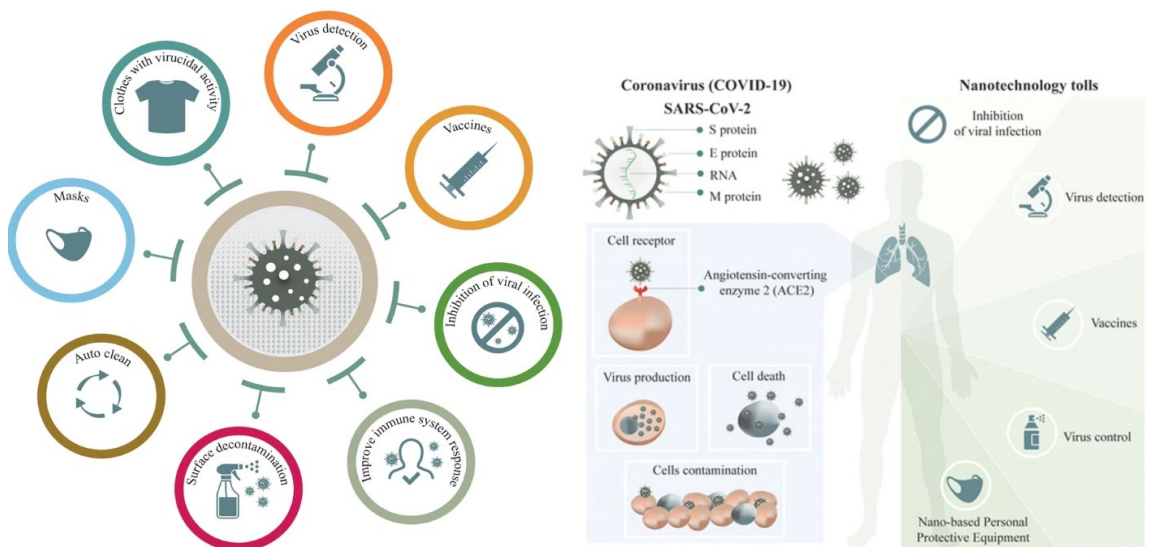 Virus detection
Clothes with virucidal activity
Vaccines
Masks
Inhibition of viral infection
Auto clean
Improve immune system response
Surface decontamination
Coronavirus (COVID-19)
SARS-CoV-2
S protein
E protein
RNA
M protein
Cell receptor
Angiotensin-converting
enzyme 2 (ACE2)
Virus production
Cell death
Cells contamination
Nanotechnology tolls
Inhibition
of viral infection
Virus detection
Vaccines
Virus control
Nano-based Personal
Protective Equipment